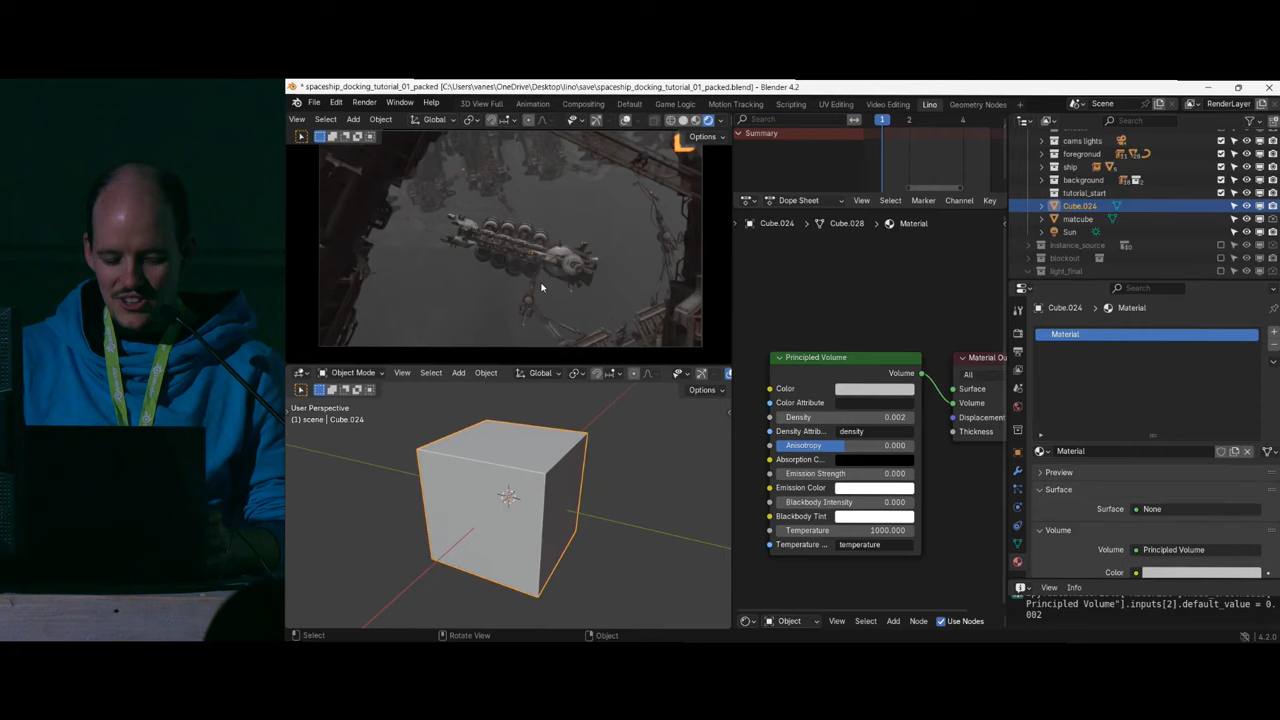 * spaceship_docking_tutorial_01_packed [C:\Users\vanes\OneDrive\Desktop\lino\save\spaceship_docking_tutorial_01_packed.blend] - Blender 4.2
File Edit Render Window Help
3D View Full Animation Compositing Default Game Logic Motion Tracking Scripting UV Editing Video Editing Lino Geometry Nodes
Scene RenderLayer
View Select Add Object Global
Options
Search
1 2 4
Summary
Dope Sheet View Select Marker Channel Key
Cube.024 Cube.028 Material
Search
cams lights
foregronud
ship
background
tutorial_start
Cube.024
matcube
Sun
instance_source
blockout
light_final
Object Mode View Select Add Object Global
Options
User Perspective
(1) scene | Cube.024
Principled Volume
Volume
Color
Color Attribute
Density 0.002
Density Attrib... density
Anisotropy 0.000
Absorption C...
Emission Strength 0.000
Emission Color
Blackbody Intensity 0.000
Blackbody Tint
Temperature 1000.000
Temperature ... temperature
Material Ou
All
Surface
Volume
Displacemen
Thickness
Object View Select Add Node Use Nodes
Search
Cube.024 Material
Material
Material
Preview
Surface
Surface None
Volume
Volume Principled Volume
Color
View Info
Principled Volume"].inputs[2].default_value = 0.
002
Select Rotate View Object
4.2.0